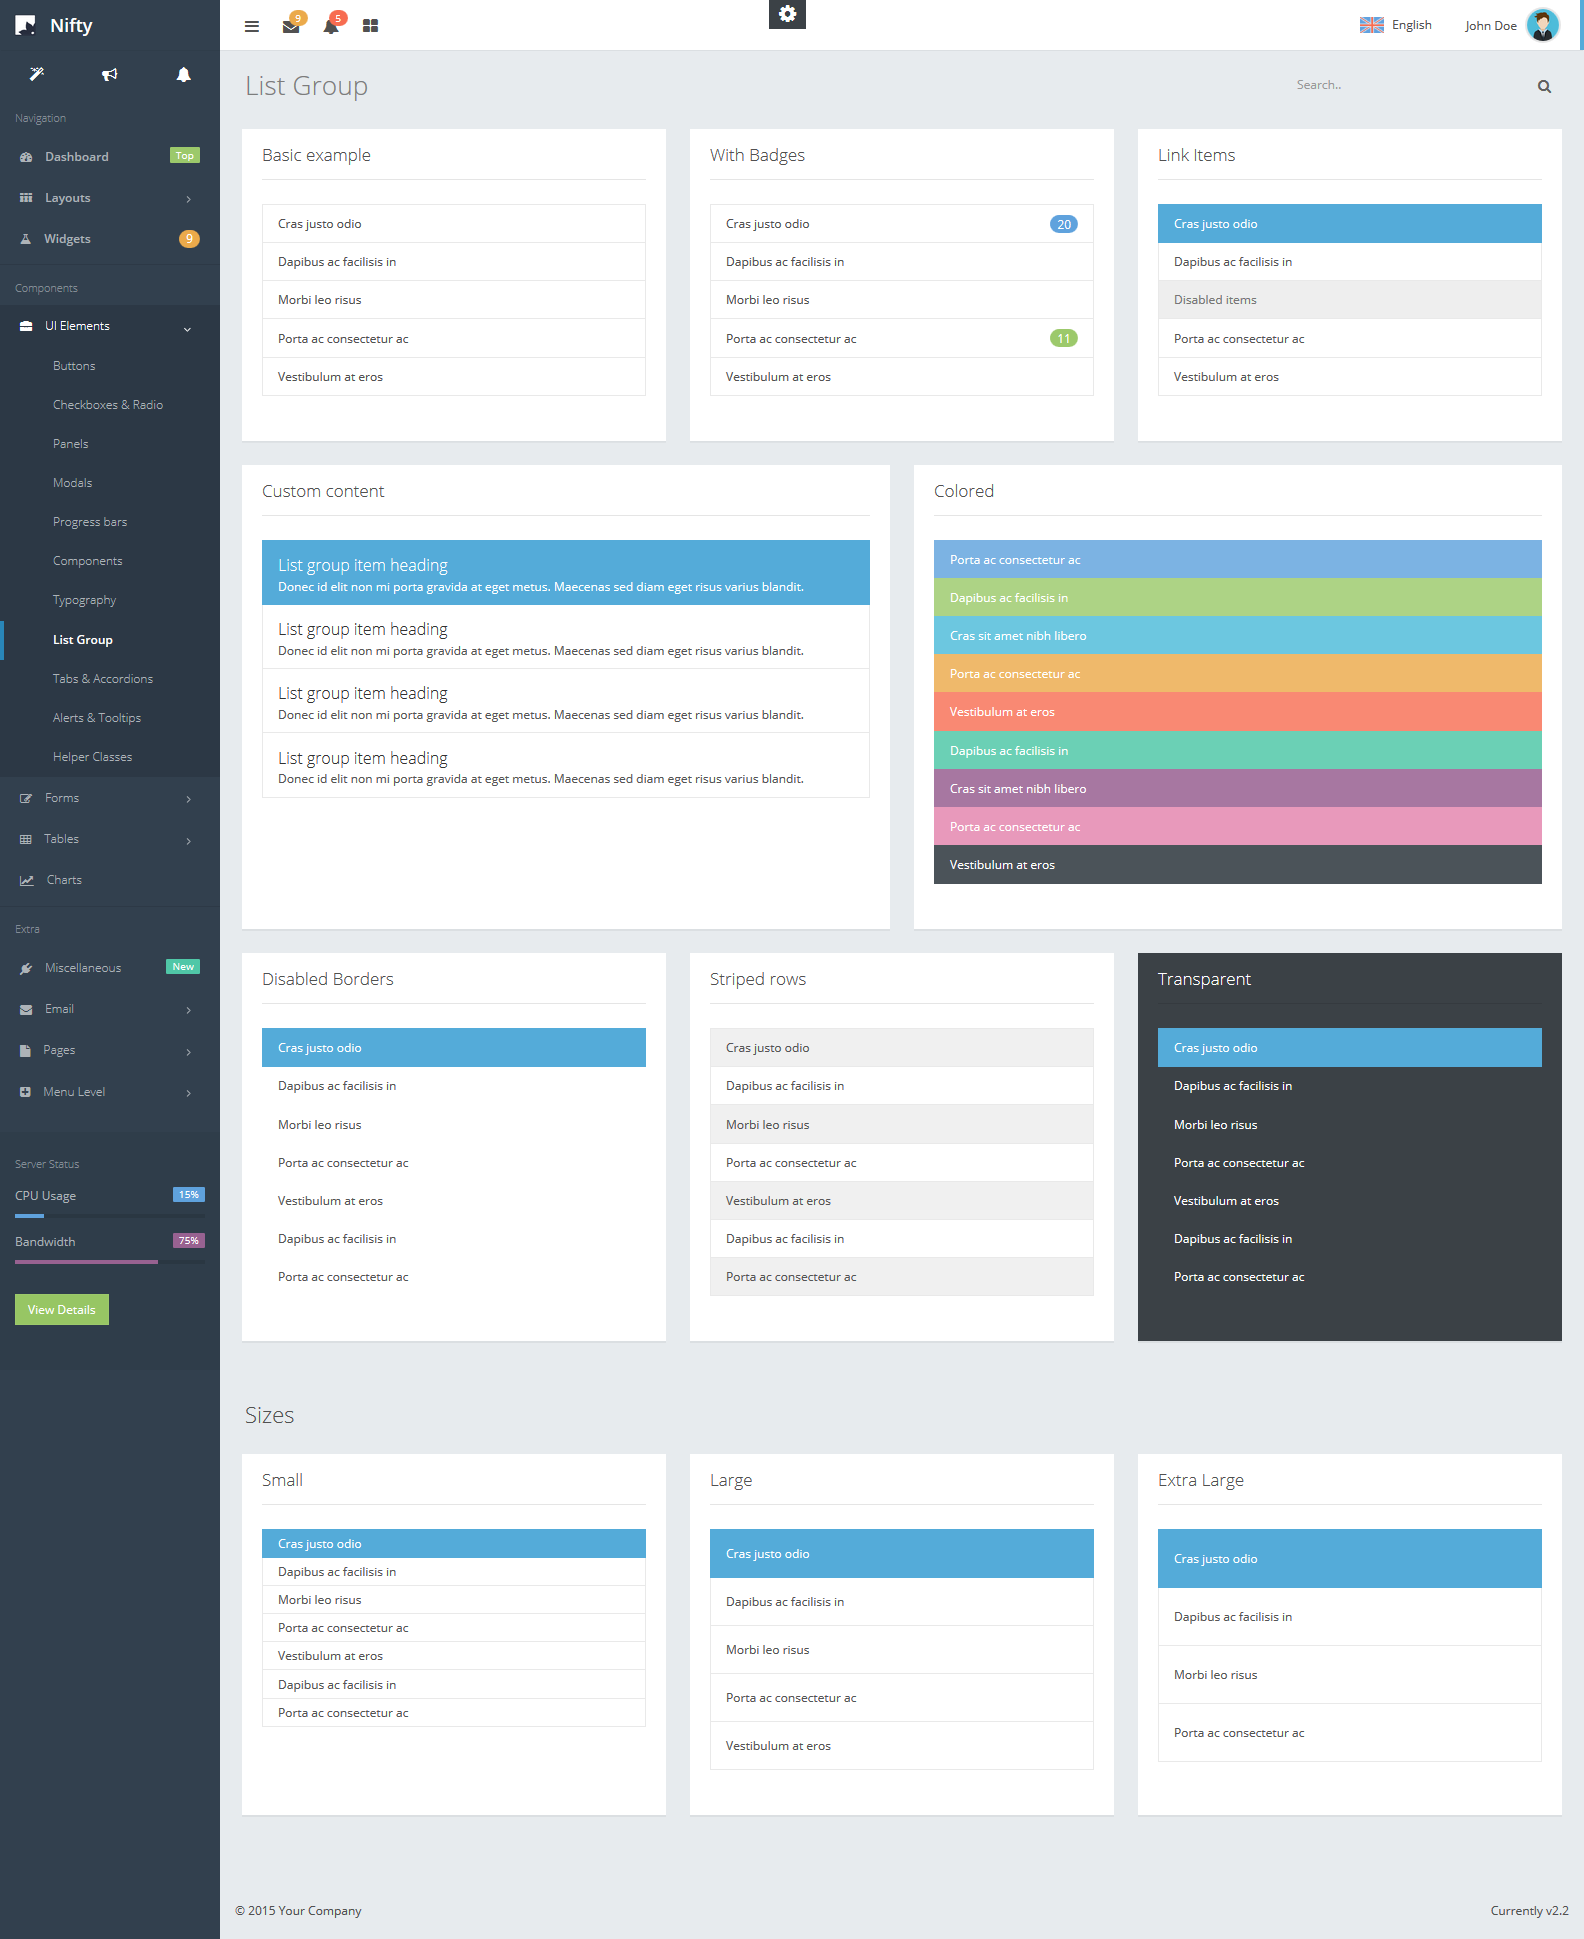 Nifty
9
5
English
John Doe
Navigation
Dashboard
Top
Layouts
Widgets
9
Components
UI Elements
Buttons
Checkboxes & Radio
Panels
Modals
Progress bars
Components
Typography
List Group
Tabs & Accordions
Alerts & Tooltips
Helper Classes
Forms
Tables
Charts
Extra
Miscellaneous
New
Email
Pages
Menu Level
Server Status
CPU Usage
15%
Bandwidth
75%
View Details
List Group
Search..
Basic example
Cras justo odio
Dapibus ac facilisis in
Morbi leo risus
Porta ac consectetur ac
Vestibulum at eros
With Badges
Cras justo odio
20
Dapibus ac facilisis in
Morbi leo risus
Porta ac consectetur ac
11
Vestibulum at eros
Link Items
Cras justo odio
Dapibus ac facilisis in
Disabled items
Porta ac consectetur ac
Vestibulum at eros
Custom content
List group item heading
Donec id elit non mi porta gravida at eget metus. Maecenas sed diam eget risus varius blandit.
List group item heading
Donec id elit non mi porta gravida at eget metus. Maecenas sed diam eget risus varius blandit.
List group item heading
Donec id elit non mi porta gravida at eget metus. Maecenas sed diam eget risus varius blandit.
List group item heading
Donec id elit non mi porta gravida at eget metus. Maecenas sed diam eget risus varius blandit.
Colored
Porta ac consectetur ac
Dapibus ac facilisis in
Cras sit amet nibh libero
Porta ac consectetur ac
Vestibulum at eros
Dapibus ac facilisis in
Cras sit amet nibh libero
Porta ac consectetur ac
Vestibulum at eros
Disabled Borders
Cras justo odio
Dapibus ac facilisis in
Morbi leo risus
Porta ac consectetur ac
Vestibulum at eros
Dapibus ac facilisis in
Porta ac consectetur ac
Striped rows
Cras justo odio
Dapibus ac facilisis in
Morbi leo risus
Porta ac consectetur ac
Vestibulum at eros
Dapibus ac facilisis in
Porta ac consectetur ac
Transparent
Cras justo odio
Dapibus ac facilisis in
Morbi leo risus
Porta ac consectetur ac
Vestibulum at eros
Dapibus ac facilisis in
Porta ac consectetur ac
Sizes
Small
Cras justo odio
Dapibus ac facilisis in
Morbi leo risus
Porta ac consectetur ac
Vestibulum at eros
Dapibus ac facilisis in
Porta ac consectetur ac
Large
Cras justo odio
Dapibus ac facilisis in
Morbi leo risus
Porta ac consectetur ac
Vestibulum at eros
Extra Large
Cras justo odio
Dapibus ac facilisis in
Morbi leo risus
Porta ac consectetur ac
© 2015 Your Company
Currently v2.2